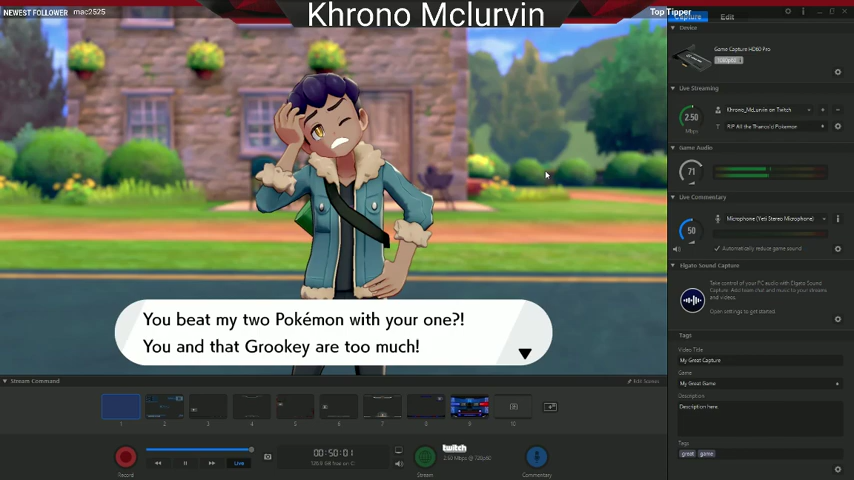 NEWEST FOLLOWER mac2525
Khrono Mclurvin
Top Tipper
Capture
Edit
Device
Game Capture HD60 Pro
Live Streaming
2.50
Mbps
Khrono_McLurvin on Twitch
Game Audio
71
Live Commentary
50
Microphone (Yeti Stereo Microphone)
Automatically reduce game sound
Elgato Sound Capture
Take control of your PC audio with Elgato Sound
Capture. Add team chat and music to your streams
and videos.
Open settings to get started.
Tags
Video Title
My Great Capture
Game
My Great Game
Description
Description here
Tags
great game
You beat my two Pokémon with your one?!
You and that Grookey are too much!
Stream Command
Edit Scenes
1 2 3 4 5 6 7 8 9 10
00:50:01
Live
twitch
Record
Stream
Commentary